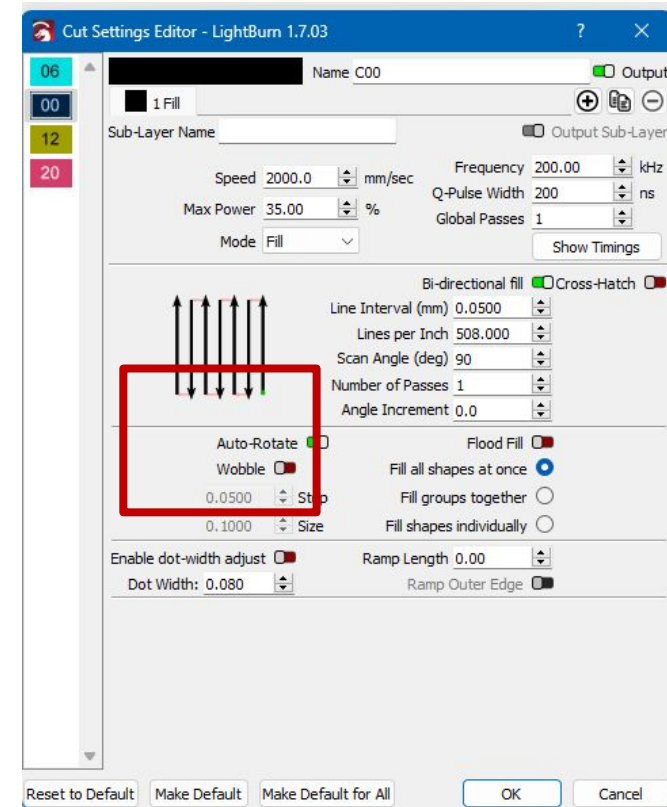 Cut Settings Editor - LightBurn 1.7.03 ? ×
06
00
12
20
Name C00 Output
1 Fill
Sub-Layer Name Output Sub-Layer
Speed 2000.0 mm/sec
Max Power 35.00 %
Mode Fill
Frequency 200.00 kHz
Q-Pulse Width 200 ns
Global Passes 1
Show Timings
Bi-directional fill Cross-Hatch
Line Interval (mm) 0.0500
Lines per Inch 508.000
Scan Angle (deg) 90
Number of Passes 1
Angle Increment 0.0
Auto-Rotate Flood Fill
Wobble Fill all shapes at once
0.0500 Step Fill groups together
0.1000 Size Fill shapes individually
Enable dot-width adjust Ramp Length 0.00
Dot Width: 0.080 Ramp Outer Edge
Reset to Default Make Default Make Default for All OK Cancel